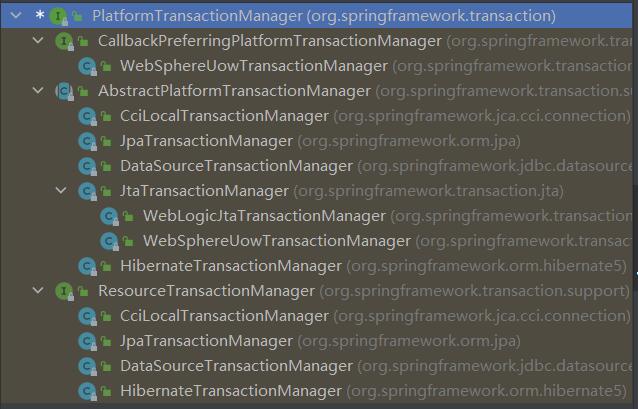 * PlatformTransactionManager (org.springframework.transaction)
CallbackPreferringPlatformTransactionManager (org.springframework.tra
WebSphereUowTransactionManager (org.springframework.transaction
AbstractPlatformTransactionManager (org.springframework.transaction.su
CciLocalTransactionManager (org.springframework.jca.cci.connection)
JpaTransactionManager (org.springframework.orm.jpa)
DataSourceTransactionManager (org.springframework.jdbc.datasource
JtaTransactionManager (org.springframework.transaction.jta)
WebLogicJtaTransactionManager (org.springframework.transaction
WebSphereUowTransactionManager (org.springframework.transac
HibernateTransactionManager (org.springframework.orm.hibernate5)
ResourceTransactionManager (org.springframework.transaction.support)
CciLocalTransactionManager (org.springframework.jca.cci.connection)
JpaTransactionManager (org.springframework.orm.jpa)
DataSourceTransactionManager (org.springframework.jdbc.datasource
HibernateTransactionManager (org.springframework.orm.hibernate5)